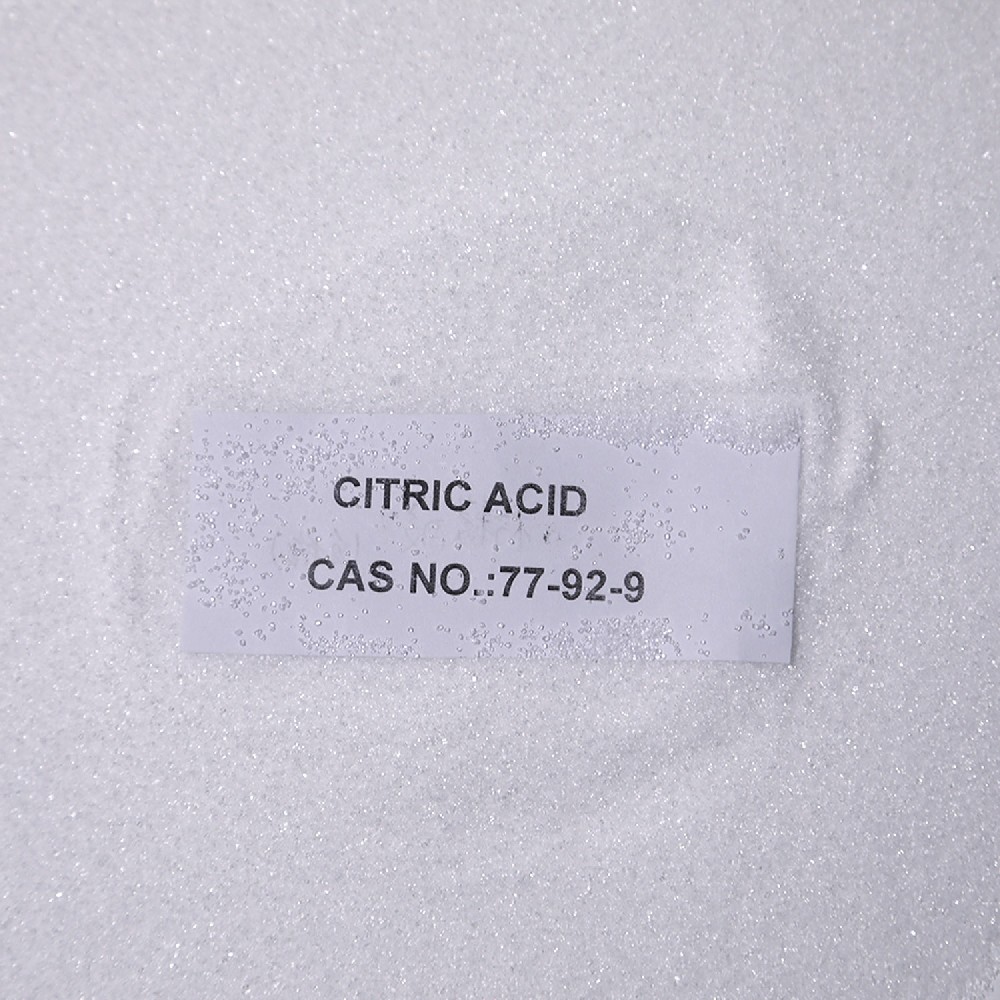 CITRIC ACID
CAS NO.:77-92-9